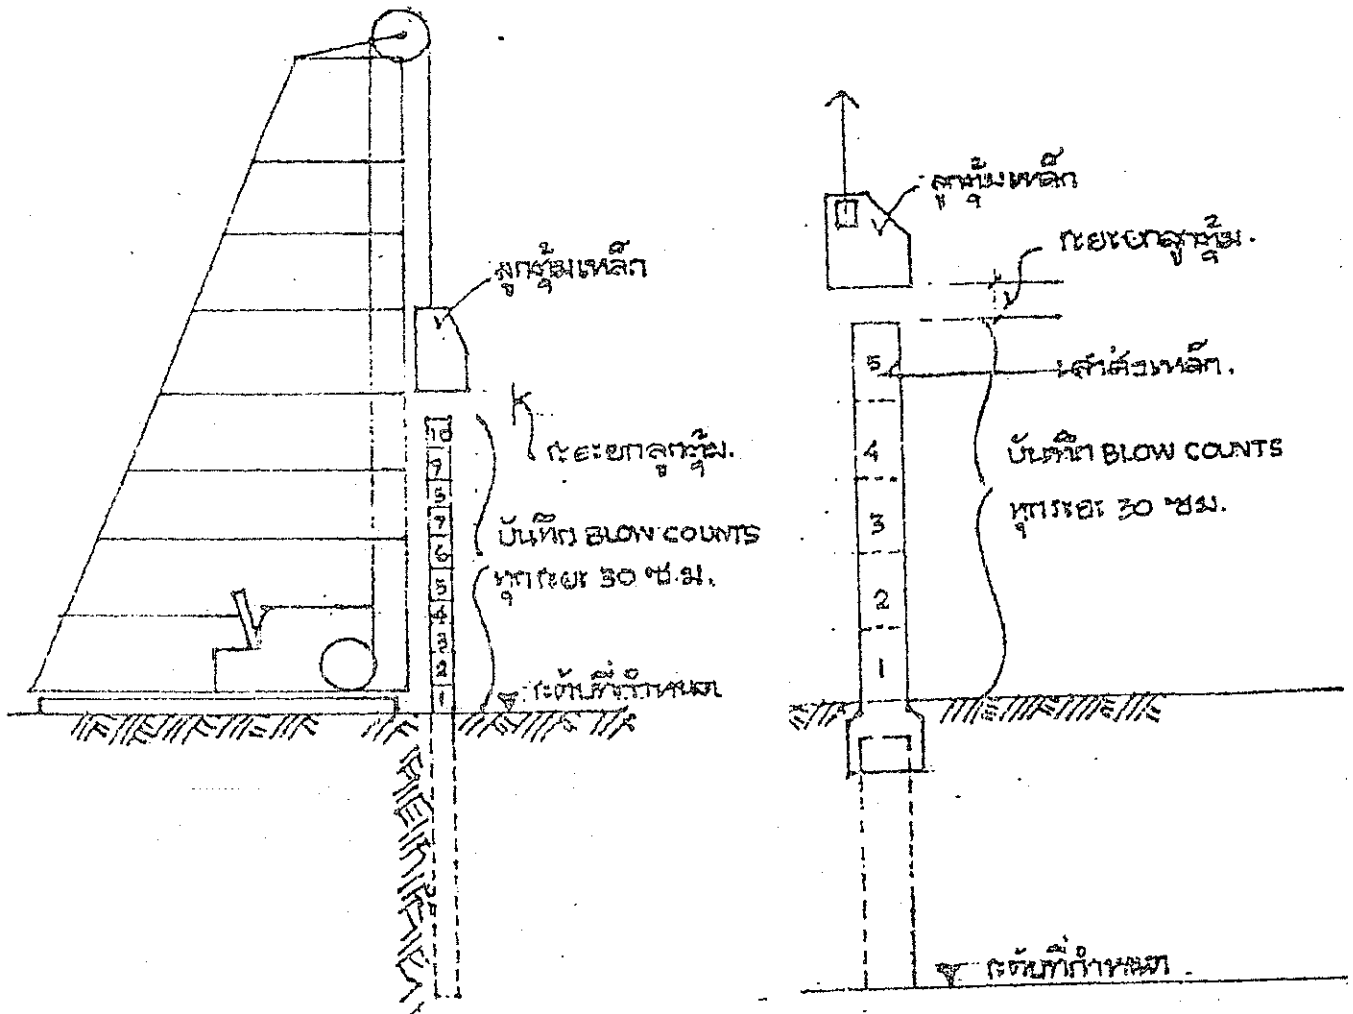 ลูกตุ้มเหล็ก
ระยะยกลูกตุ้ม.
10
9
8
7
6
5
4
3
2
1
บันทึก BLOW COUNTS
ทุกระยะ 30 ซ.ม.
ระดับที่กำหนด
ลูกตุ้มเหล็ก
ระยะยกลูกตุ้ม.
5
เสาส่งเหล็ก.
4
3
2
1
บันทึก BLOW COUNTS
ทุกระยะ 30 ซม.
ระดับที่กำหนด.